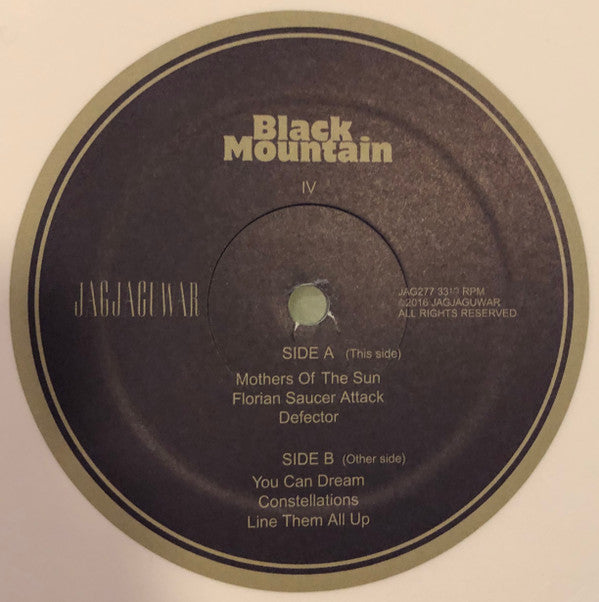 Black
Mountain
IV
JAGJAGUWAR
JAG277 33⅓ RPM
©2016 JAGJAGUWAR
ALL RIGHTS RESERVED
SIDE A (This side)
Mothers Of The Sun
Florian Saucer Attack
Defector
SIDE B (Other side)
You Can Dream
Constellations
Line Them All Up